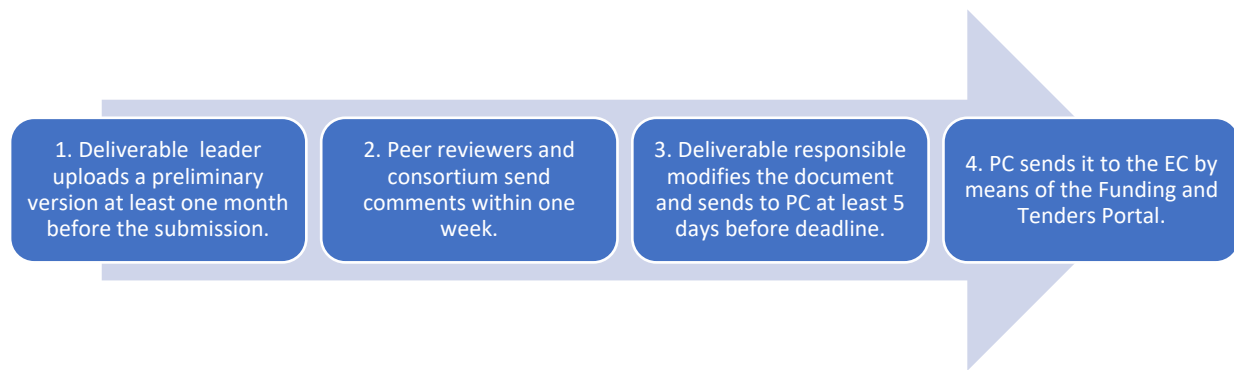 1. Deliverable  leader
uploads a preliminary
version at least one month
before the submission.
2. Peer reviewers and
consortium send
comments within one
week.
3. Deliverable responsible
modifies the document
and sends to PC at least 5
days before deadline.
4. PC sends it to the EC by
means of the Funding and
Tenders Portal.